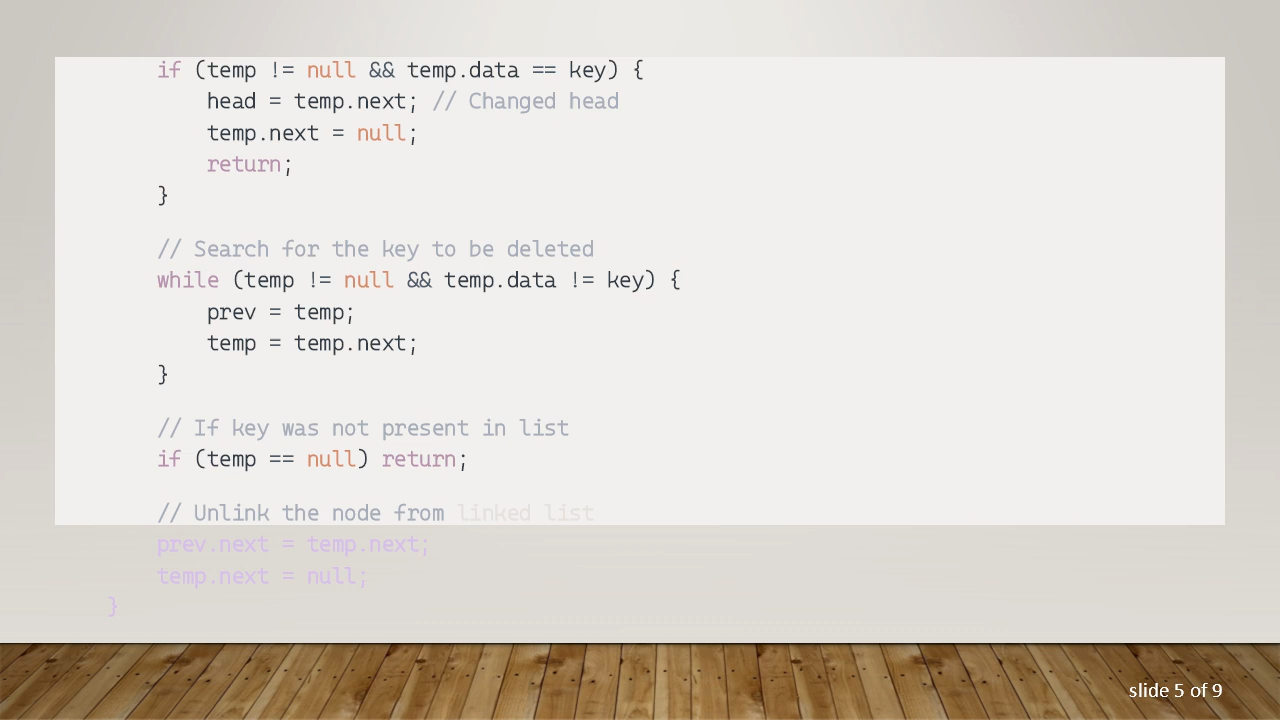 if (temp != null && temp.data == key) {
head = temp.next; // Changed head
temp.next = null;
return;
}
// Search for the key to be deleted
while (temp != null && temp.data != key) {
prev = temp;
temp = temp.next;
}
// If key was not present in list
if (temp == null) return;
// Unlink the node from linked list
prev.next = temp.next;
temp.next = null;
}
slide 5 of 9